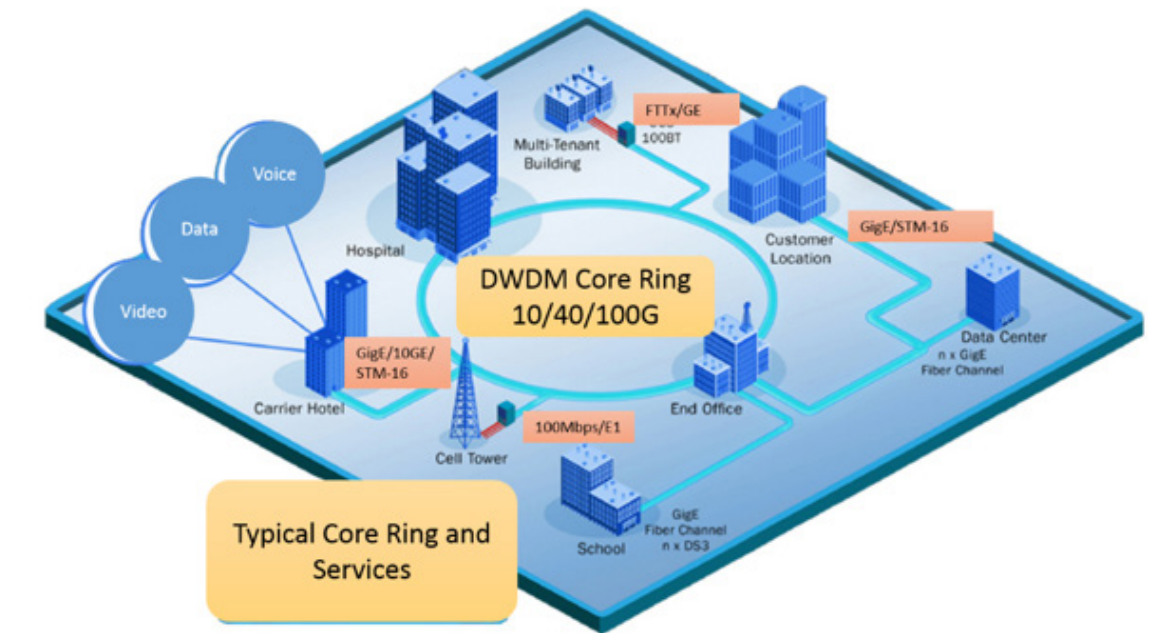 Voice
Data
Video
Hospital
Multi-Tenant
Building
FTTx/GE
100BT
Customer
Location
GigE/STM-16
DWDM Core Ring
10/40/100G
Data Center
n x GigE
Fiber Channel
GigE/10GE/
STM-16
Carrier Hotel
End Office
100Mbps/E1
Cell Tower
School
GigE
Fiber Channel
n x DS3
Typical Core Ring and
Services